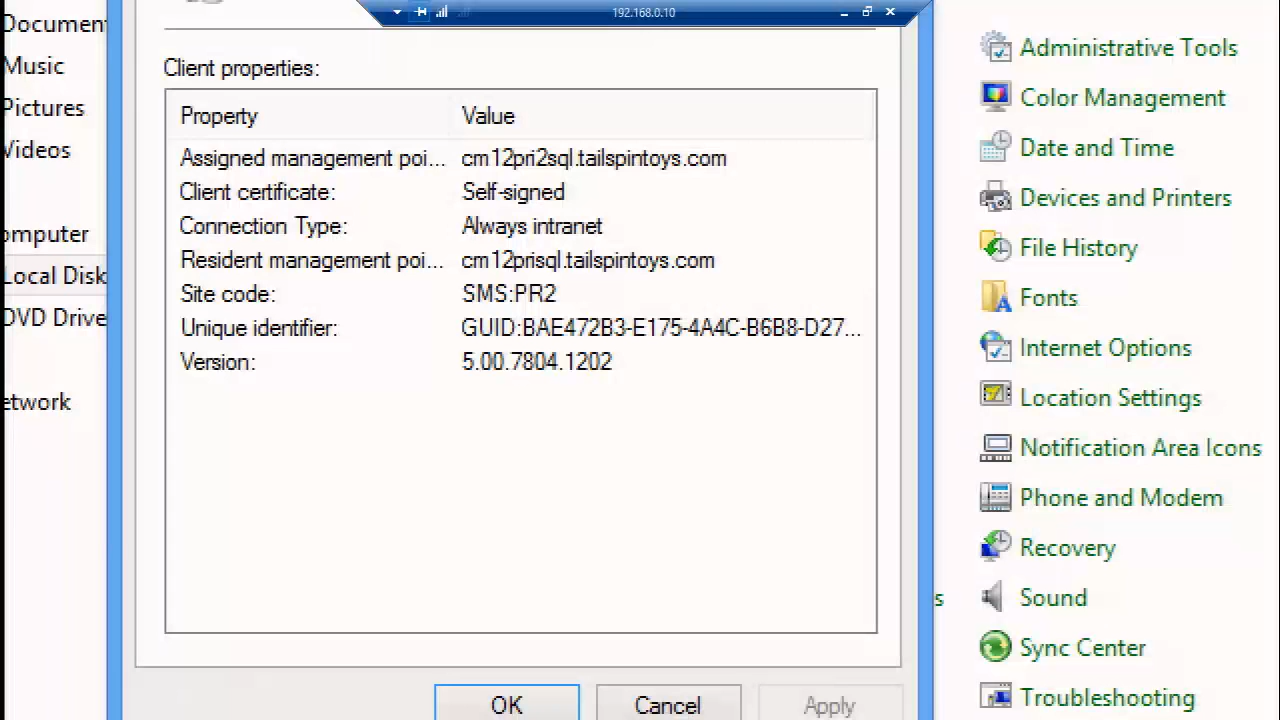 192.168.0.10
Documen
Music
Pictures
Videos
omputer
Local Disk
DVD Drive
etwork
Client properties:
Property Value
Assigned management poi... cm12pri2sql.tailspintoys.com
Client certificate: Self-signed
Connection Type: Always intranet
Resident management poi... cm12prisql.tailspintoys.com
Site code: SMS:PR2
Unique identifier: GUID:BAE472B3-E175-4A4C-B6B8-D27...
Version: 5.00.7804.1202
OK Cancel Apply
s
Administrative Tools
Color Management
Date and Time
Devices and Printers
File History
Fonts
Internet Options
Location Settings
Notification Area Icons
Phone and Modem
Recovery
Sound
Sync Center
Troubleshooting